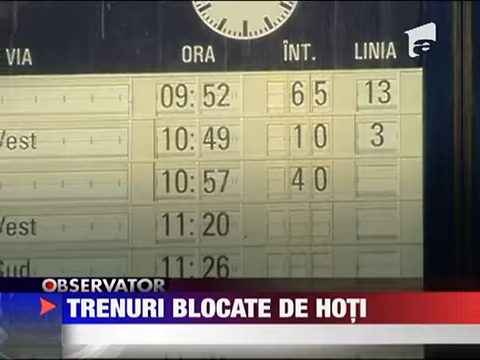 VIA ORA ÎNT. LINIA
09:52 65 13
Vest 10:49 10 3
10:57 40
Vest 11:20
Sud 11:26
OBSERVATOR
TRENURI BLOCATE DE HOȚI